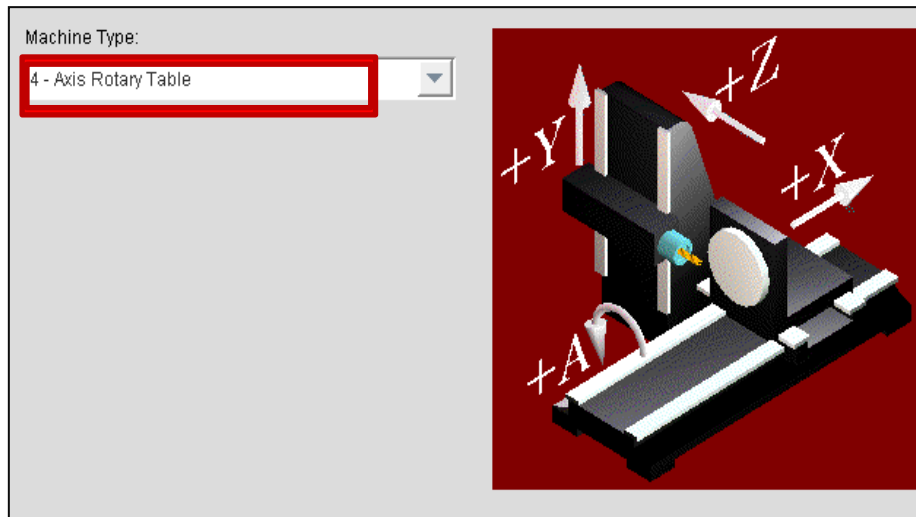 Machine Type:
4 - Axis Rotary Table
+Z
+Y
+X
+A